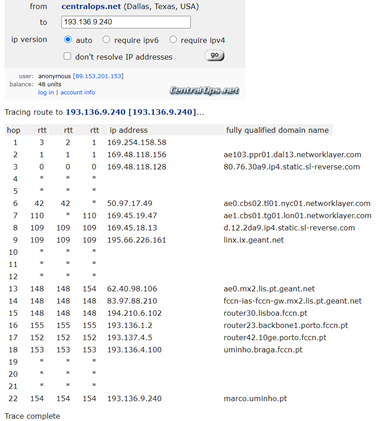 from centralops.net (Dallas, Texas, USA)
to 193.136.9.240
ip version auto require ipv6 require ipv4
don't resolve IP addresses go
user: anonymous [89.153.201.153]
balance: 48 units
log in | account info
CentralOps.net
Tracing route to 193.136.9.240 [193.136.9.240]...
hop rtt rtt rtt ip address fully qualified domain name
1 3 2 1 169.254.158.58
2 1 1 1 169.48.118.156 ae103.ppr01.dal13.networklayer.com
3 0 0 0 169.48.118.128 80.76.30a9.ip4.static.sl-reverse.com
4 * * *
5 * * *
6 42 42 * 50.97.17.49 ae0.cbs02.tl01.nyc01.networklayer.com
7 110 * 110 169.45.19.47 ae1.cbs01.tg01.lon01.networklayer.com
8 109 109 109 169.45.18.13 d.12.2da9.ip4.static.sl-reverse.com
9 109 109 109 195.66.226.161 linx.ix.geant.net
10 * * *
11 * * *
12 * * *
13 148 148 154 62.40.98.106 ae0.mx2.lis.pt.geant.net
14 148 148 148 83.97.88.210 fccn-ias-fccn-gw.mx2.lis.pt.geant.net
15 148 148 148 194.210.6.102 router30.lisboa.fccn.pt
16 155 155 155 193.136.1.2 router23.backbone1.porto.fccn.pt
17 152 152 152 193.137.4.5 router42.10ge.porto.fccn.pt
18 153 153 153 193.136.4.100 uminho.braga.fccn.pt
19 * * *
20 * * *
21 * * *
22 154 154 154 193.136.9.240 marco.uminho.pt
Trace complete